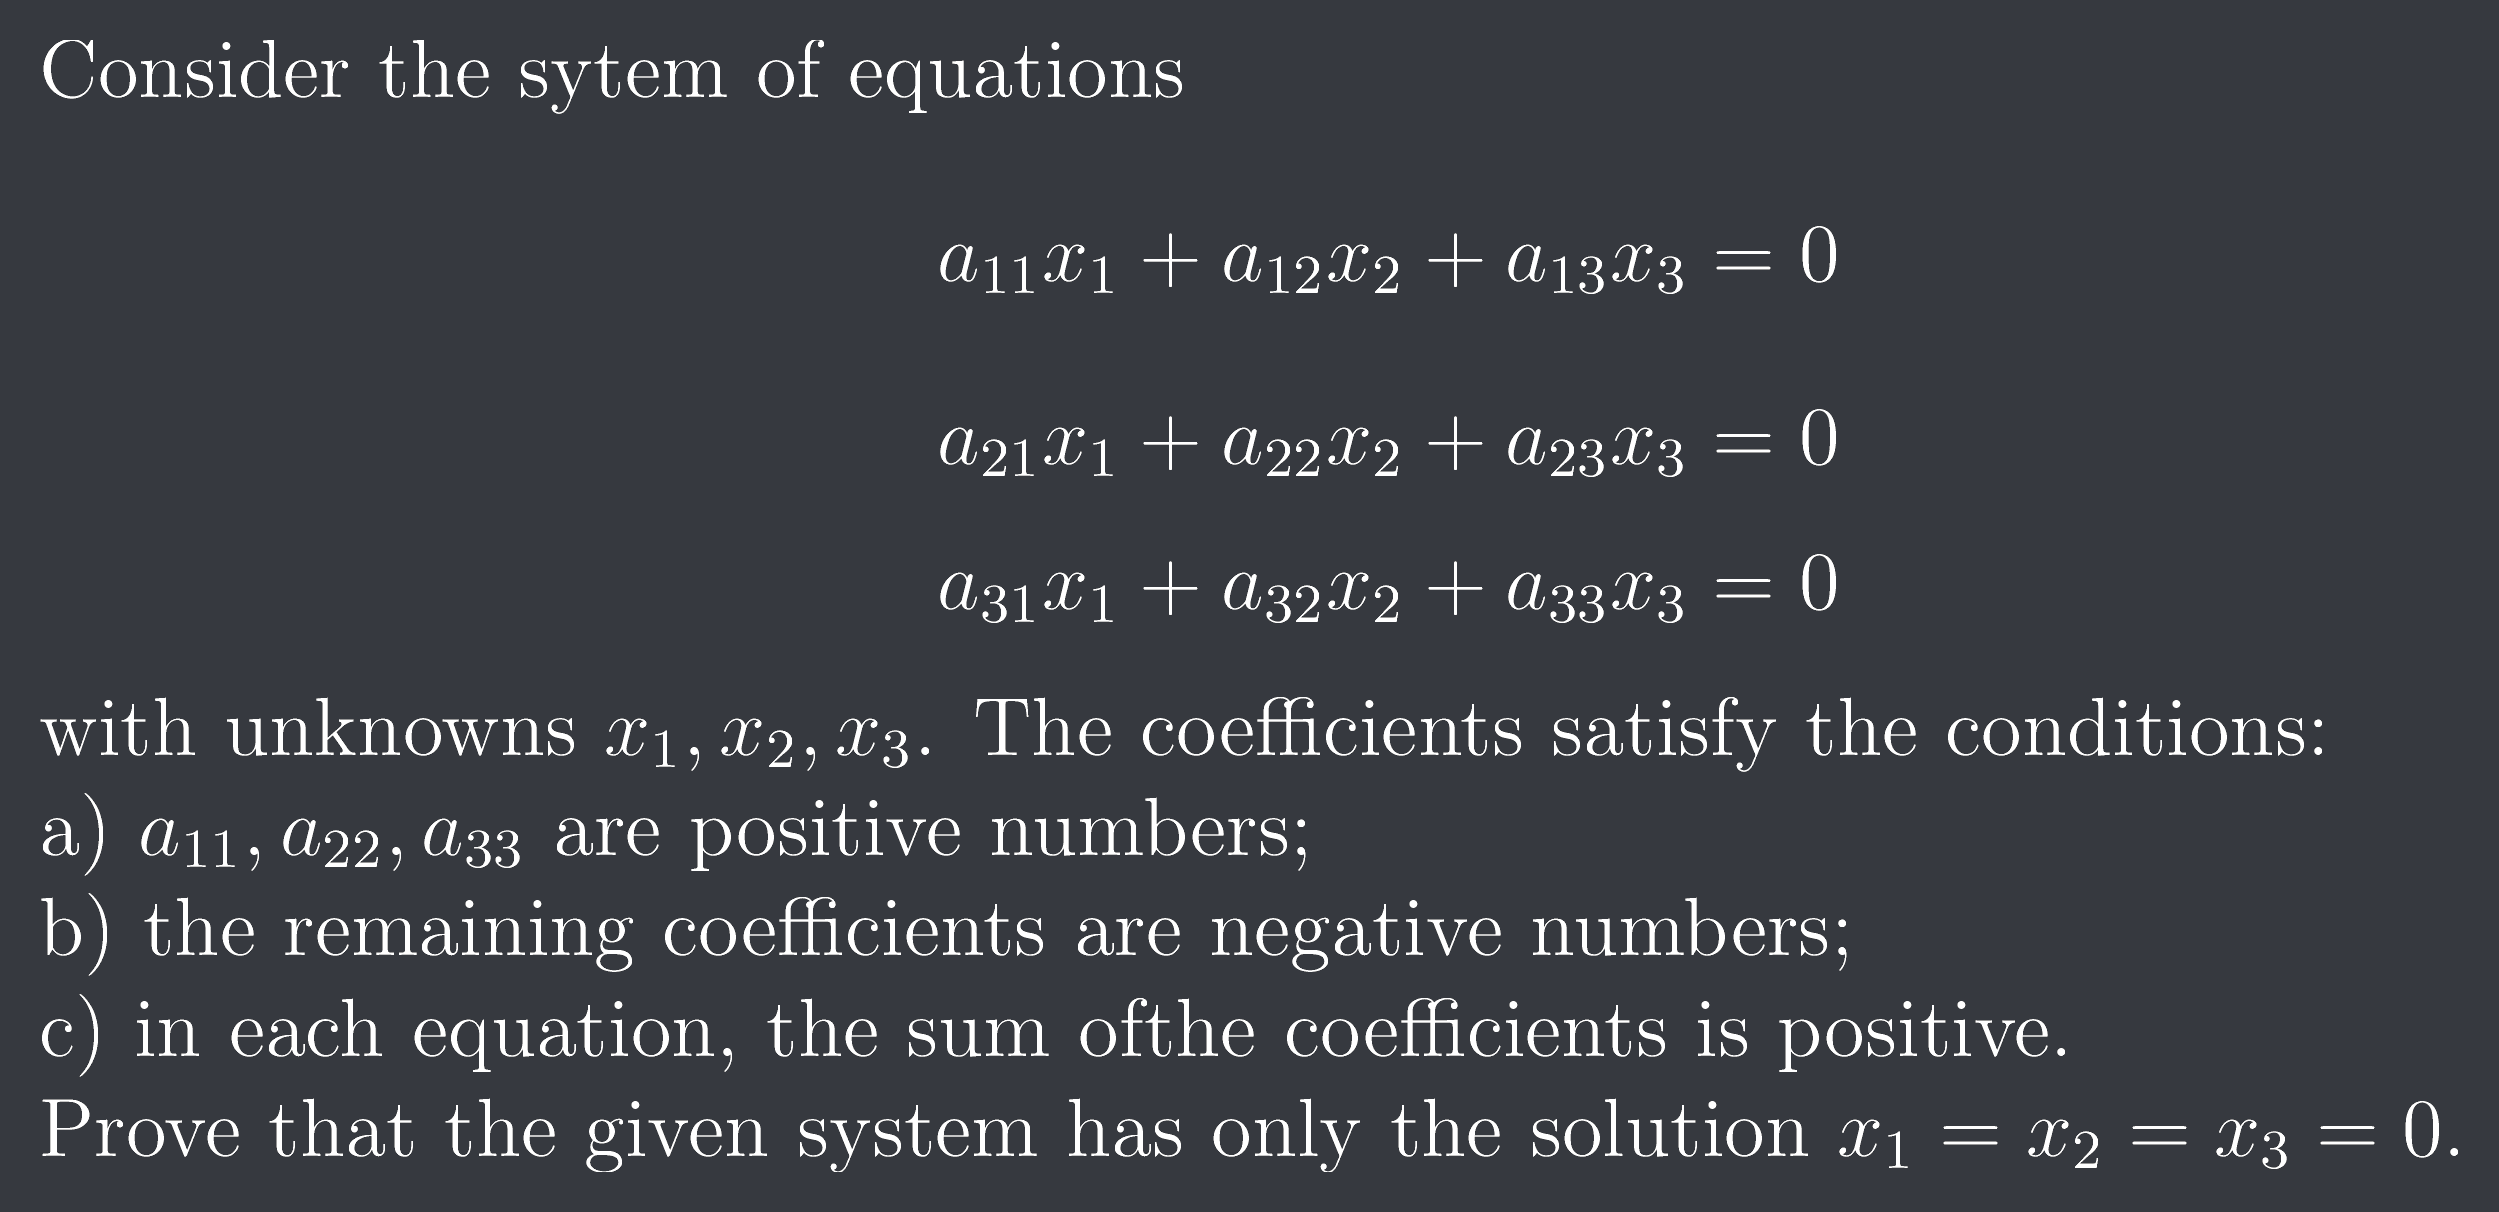 Consider the sytem of equations
a₁₁x₁ + a₁₂x₂ + a₁₃x₃ = 0
a₂₁x₁ + a₂₂x₂ + a₂₃x₃ = 0
a₃₁x₁ + a₃₂x₂ + a₃₃x₃ = 0
with unknowns x₁, x₂, x₃. The coefficients satisfy the conditions:
a) a₁₁, a₂₂, a₃₃ are positive numbers;
b) the remaining coefficients are negative numbers;
c) in each equation, the sum ofthe coefficients is positive.
Prove that the given system has only the solution x₁ = x₂ = x₃ = 0.